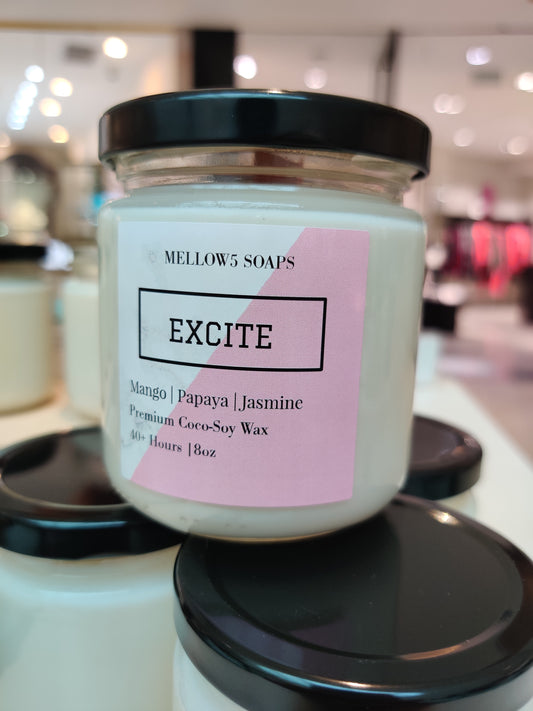 MELLOW5 SOAPS
EXCITE
Mango | Papaya | Jasmine
Premium Coco-Soy Wax
40+ Hours | 8oz